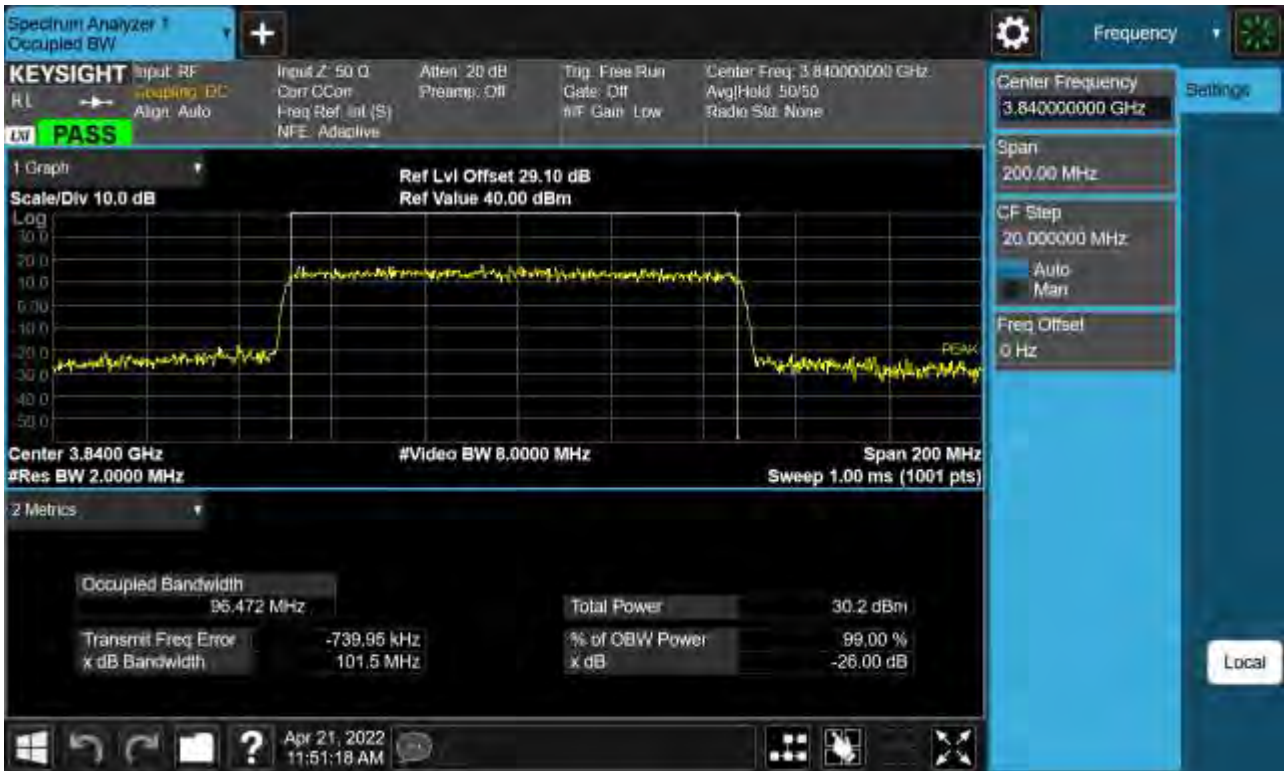 Spectrum Analyzer 1
Occupied BW
Frequency
KEYSIGHT
RL
LXI
PASS
Input: RF
Coupling: DC
Align: Auto
Input Z: 50 Ω
Corr CCorr
Freq Ref: Int (S)
NFE: Adaptive
Atten: 20 dB
Preamp: Off
Trig: Free Run
Gate: Off
#IF Gain: Low
Center Freq: 3.840000000 GHz
Avg|Hold: 50/50
Radio Std: None
Center Frequency
3.840000000 GHz
Settings
Span
200.00 MHz
CF Step
20.000000 MHz
Auto
Man
Freq Offset
0 Hz
Local
1 Graph
Scale/Div 10.0 dB
Ref Lvl Offset 29.10 dB
Ref Value 40.00 dBm
Log
30.0
20.0
10.0
0.00
-10.0
-20.0
-30.0
-40.0
-50.0
PEAK
Center 3.8400 GHz
#Video BW 8.0000 MHz
Span 200 MHz
#Res BW 2.0000 MHz
Sweep 1.00 ms (1001 pts)
2 Metrics
Occupied Bandwidth
96.472 MHz
Total Power 30.2 dBm
Transmit Freq Error -739.95 kHz
% of OBW Power 99.00 %
x dB Bandwidth 101.5 MHz
x dB -26.00 dB
?
Apr 21, 2022
11:51:18 AM